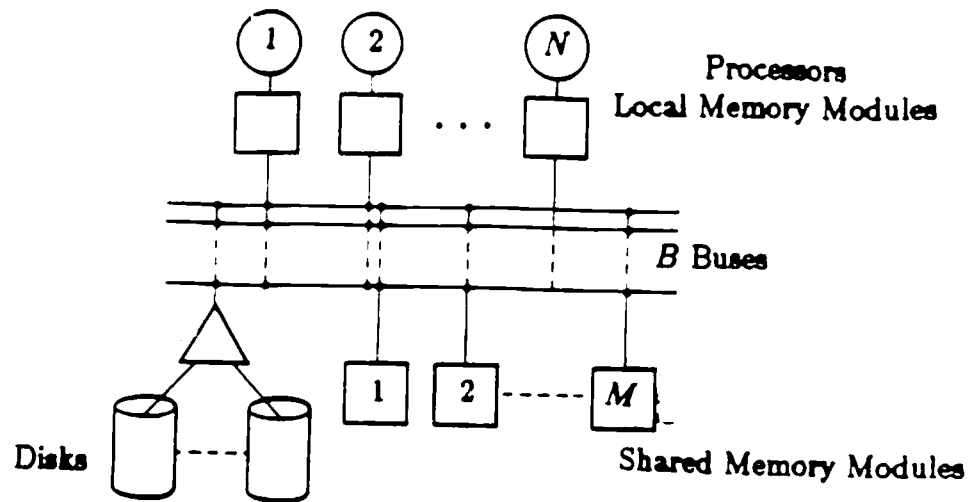 1 2 N
Processors
Local Memory Modules
B Buses
1 2 M
Disks
Shared Memory Modules